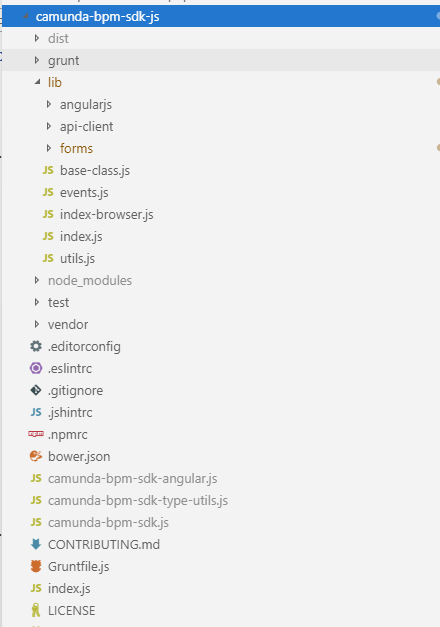 camunda-bpm-sdk-js
dist
grunt
lib
angularjs
api-client
forms
JS base-class.js
JS events.js
JS index-browser.js
JS index.js
JS utils.js
node_modules
test
vendor
.editorconfig
.eslintrc
.gitignore
JS .jshintrc
npm .npmrc
bower.json
JS camunda-bpm-sdk-angular.js
JS camunda-bpm-sdk-type-utils.js
JS camunda-bpm-sdk.js
CONTRIBUTING.md
Gruntfile.js
JS index.js
LICENSE